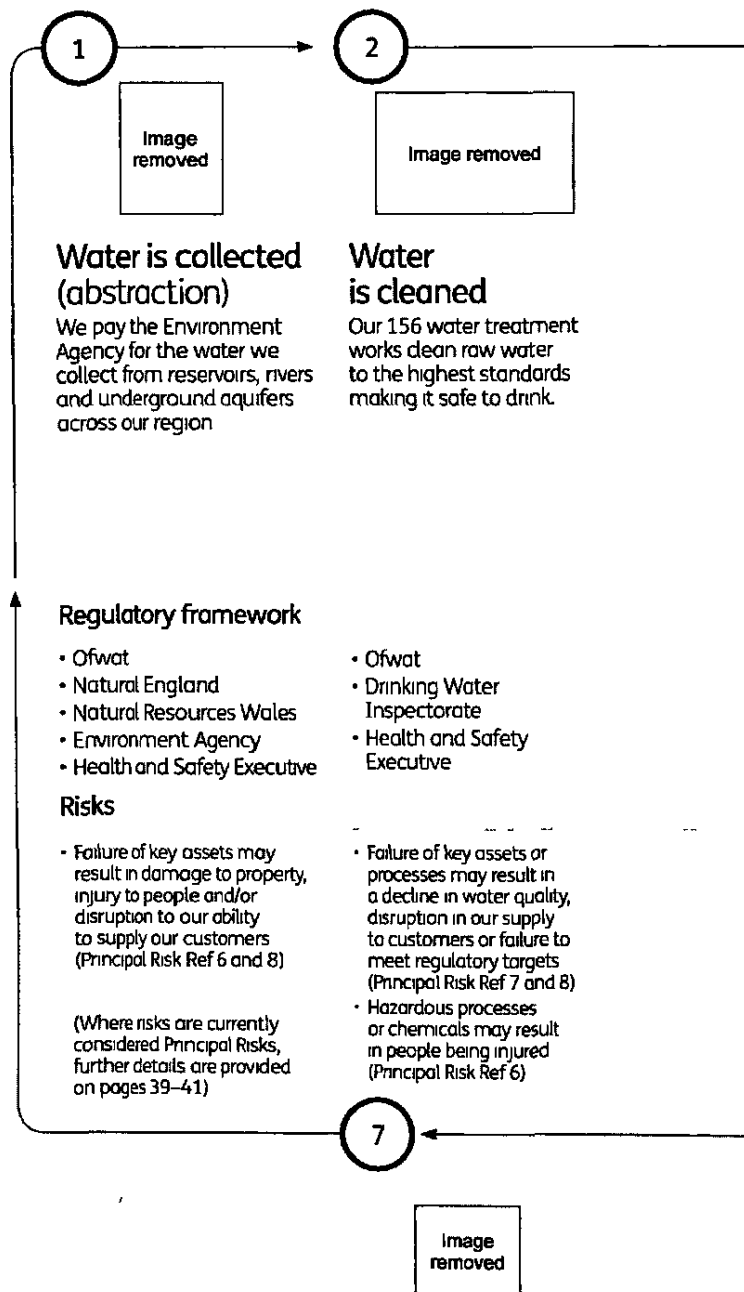 1
2
Image
removed
Image removed
Water is collected
(abstraction)
We pay the Environment
Agency for the water we
collect from reservoirs, rivers
and underground aquifers
across our region
Water
is cleaned
Our 156 water treatment
works clean raw water
to the highest standards
making it safe to drink.
Regulatory framework
• Ofwat
• Natural England
• Natural Resources Wales
• Environment Agency
• Health and Safety Executive
• Ofwat
• Drinking Water
Inspectorate
• Health and Safety
Executive
Risks
• Failure of key assets may
result in damage to property,
injury to people and/or
disruption to our ability
to supply our customers
(Principal Risk Ref 6 and 8)
(Where risks are currently
considered Principal Risks,
further details are provided
on pages 39–41)
• Failure of key assets or
processes may result in
a decline in water quality,
disruption in our supply
to customers or failure to
meet regulatory targets
(Principal Risk Ref 7 and 8)
• Hazardous processes
or chemicals may result
in people being injured
(Principal Risk Ref 6)
7
Image
removed